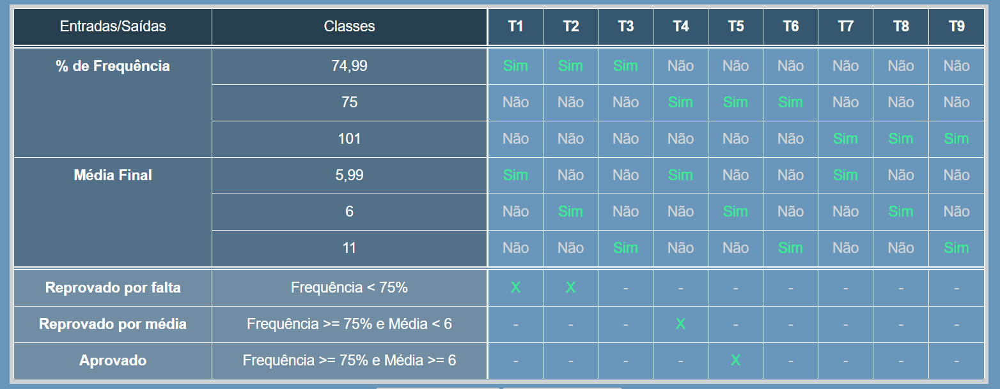 Entradas/Saídas Classes T1 T2 T3 T4 T5 T6 T7 T8 T9
% de Frequência 74,99 Sim Sim Sim Não Não Não Não Não Não
75 Não Não Não Sim Sim Sim Não Não Não
101 Não Não Não Não Não Não Sim Sim Sim
Média Final 5,99 Sim Não Não Sim Não Não Sim Não Não
6 Não Sim Não Não Sim Não Não Sim Não
11 Não Não Sim Não Não Sim Não Não Sim
Reprovado por falta Frequência < 75% X X - - - - - - -
Reprovado por média Frequência >= 75% e Média < 6 - - - X - - - - -
Aprovado Frequência >= 75% e Média >= 6 - - - - X - - - -